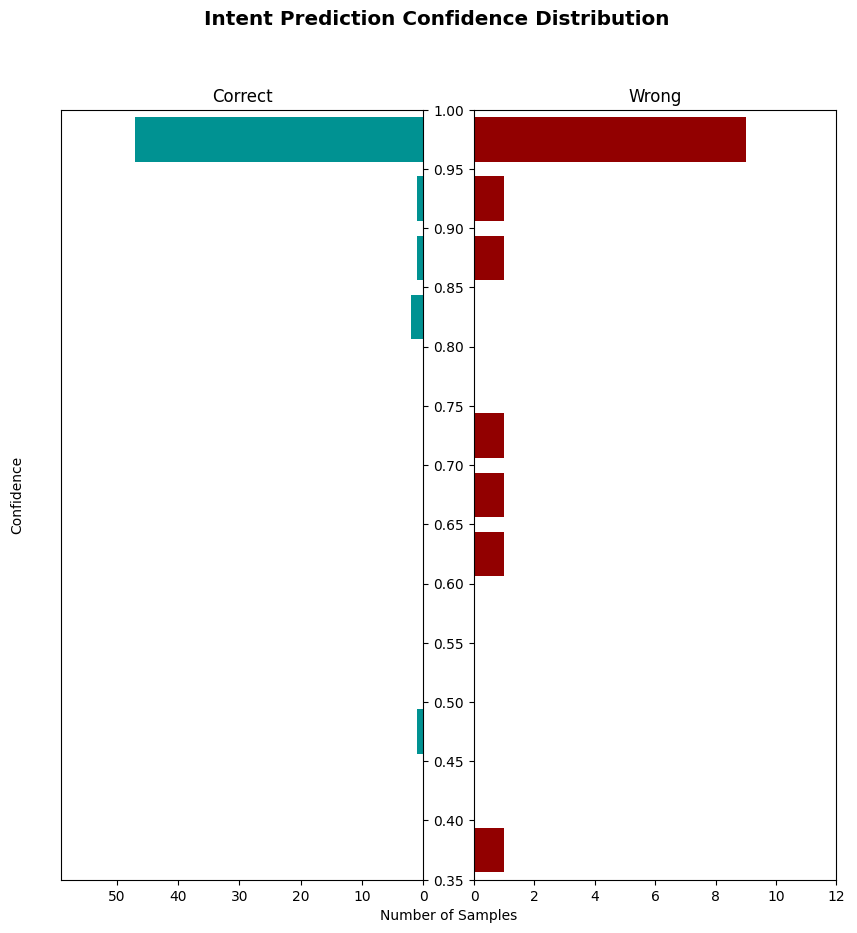 Intent Prediction Confidence Distribution
Correct
Wrong
1.00
0.95
0.90
0.85
0.80
0.75
0.70
0.65
0.60
0.55
0.50
0.45
0.40
0.35
Confidence
50 40 30 20 10 0
0 2 4 6 8 10 12
Number of Samples